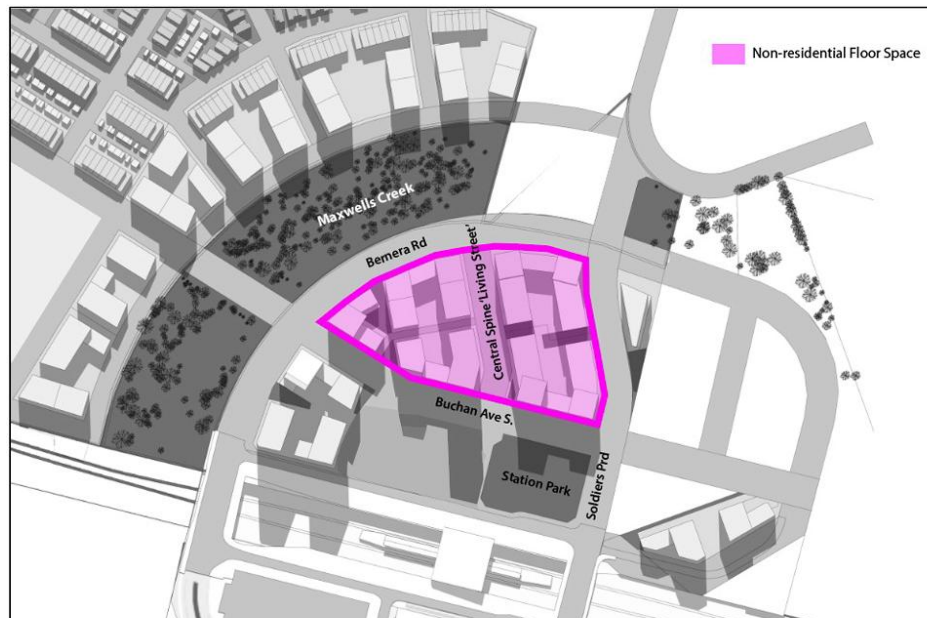 Non-residential Floor Space
Maxwells Creek
Bernera Rd
Central Spine 'Living Street'
Buchan Ave S.
Station Park
Soldiers Prd